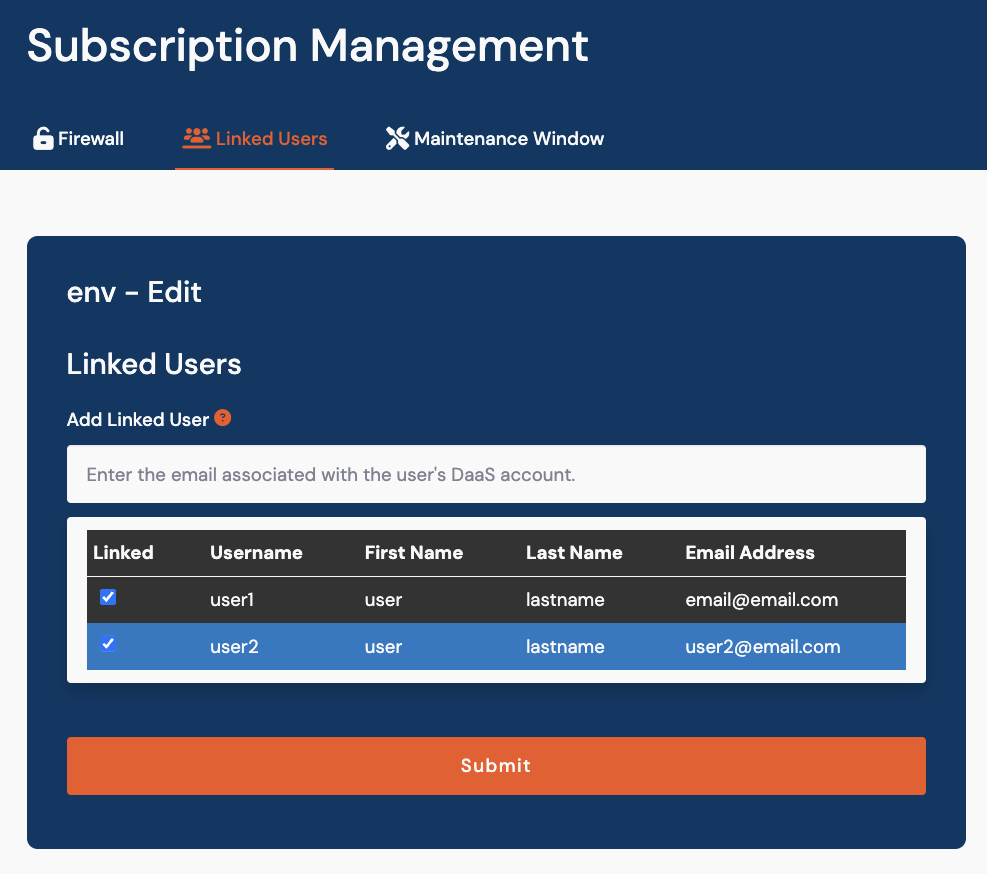 Subscription Management
Firewall Linked Users Maintenance Window
env - Edit
Linked Users
Add Linked User ?
Enter the email associated with the user's DaaS account.
Linked Username First Name Last Name Email Address
user1 user lastname email@email.com
user2 user lastname user2@email.com
Submit